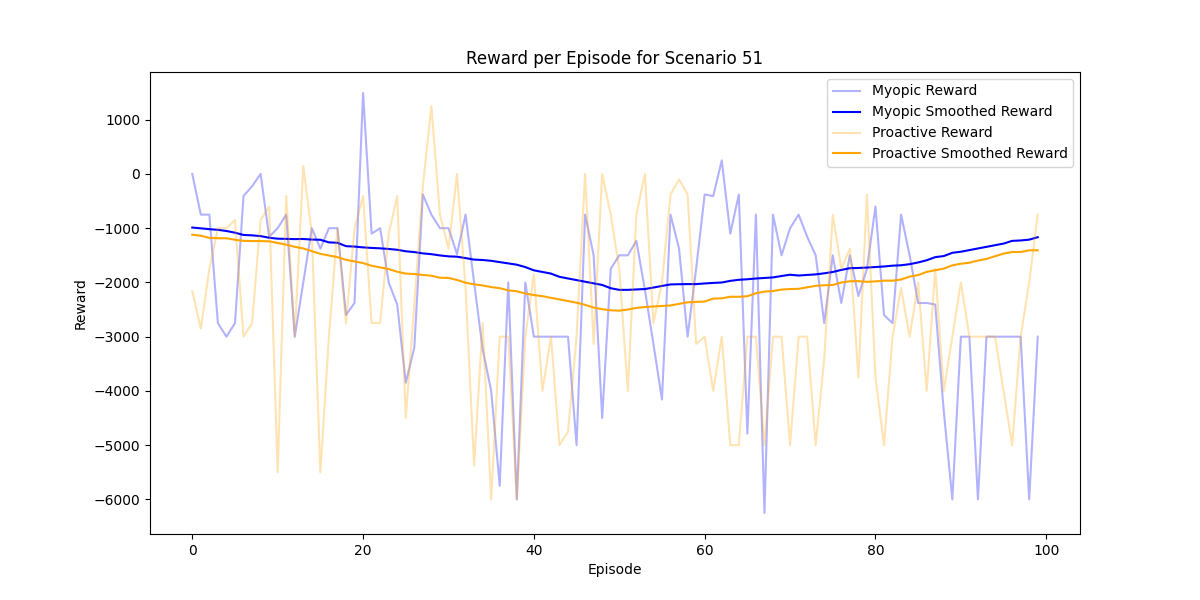 Reward per Episode for Scenario 51
Myopic Reward
Myopic Smoothed Reward
Proactive Reward
Proactive Smoothed Reward
Reward
1000
0
−1000
−2000
−3000
−4000
−5000
−6000
0 20 40 60 80 100
Episode